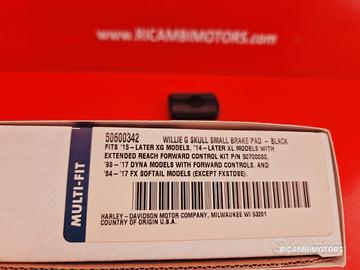 www.RICAMBIMOTORS.com
50600342 WILLIE G SKULL SMALL BRAKE PAD - BLACK
FITS '15-LATER XG MODELS, '14-LATER XL MODELS WITH
EXTENDED REACH FORWARD CONTROL KIT P/N 50700030,
'93-'17 DYNA MODELS WITH FORWARD CONTROLS, AND
'84-'17 FX SOFTAIL MODELS (EXCEPT FXSTDSE).
MULTI-FIT
HARLEY-DAVIDSON MOTOR COMPANY, MILWAUKEE WI 53201
COUNTRY OF ORIGIN U.S.A.
RICAMBIMOTORS